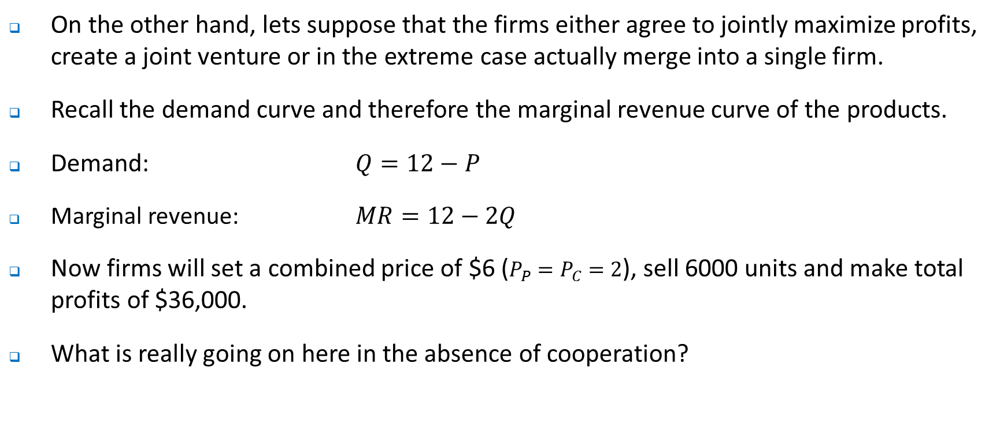 On the other hand, lets suppose that the firms either agree to jointly maximize profits,
create a joint venture or in the extreme case actually merge into a single firm.
Recall the demand curve and therefore the marginal revenue curve of the products.
Demand: Q = 12 − P
Marginal revenue: MR = 12 − 2Q
Now firms will set a combined price of $6 (P_P = P_C = 2), sell 6000 units and make total
profits of $36,000.
What is really going on here in the absence of cooperation?